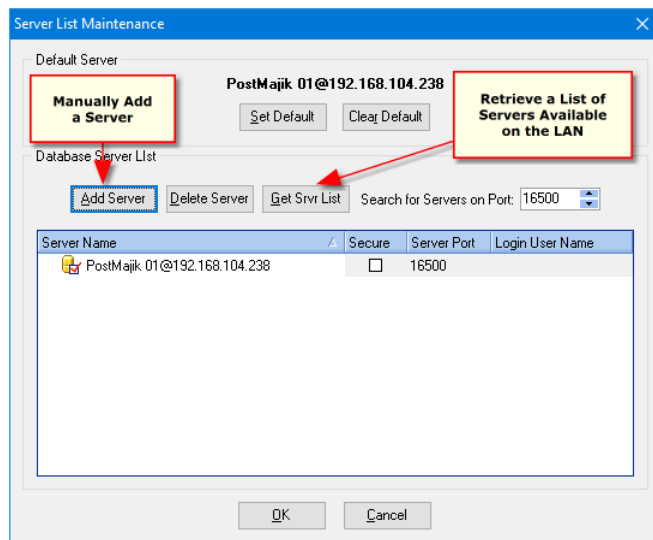 Server List Maintenance
Default Server
Manually Add
a Server
PostMajik 01@192.168.104.238
Retrieve a List of
Servers Available
on the LAN
Set Default
Clear Default
Database Server LIst
Add Server
Delete Server
Get Srvr List
Search for Servers on Port:
16500
Server Name
Secure
Server Port
Login User Name
PostMajik 01@192.168.104.238
16500
OK
Cancel